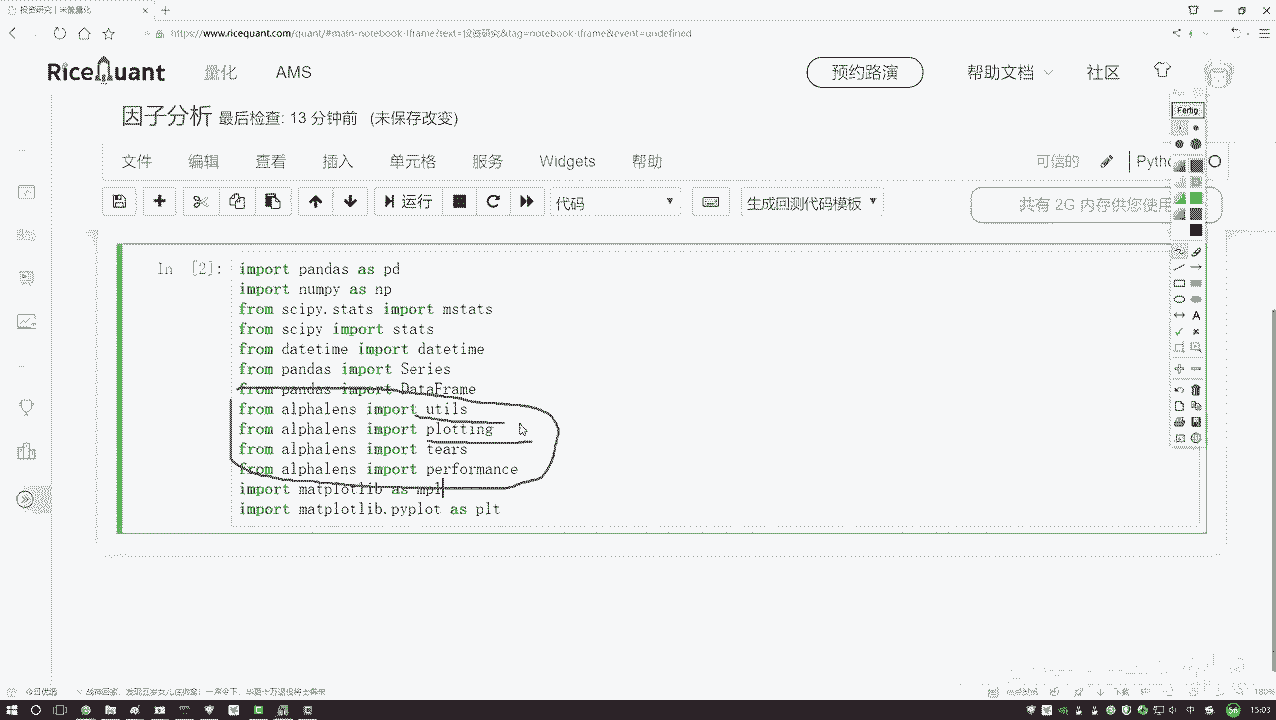 投资研究 | 米筐量化
https://www.ricequant.com/quant/#main-notebook-iframe?text=投资研究&tag=notebook-iframe&event=undefined
RiceQuant 量化 AMS 预约路演 帮助文档 社区
因子分析 最后检查: 13 分钟前 (未保存改变)
文件 编辑 查看 插入 单元格 服务 Widgets 帮助 可信的 Pytho
运行 代码 生成回测代码模板 共有 2G 内存供您使用
Fertig
In [2]: import pandas as pd
import numpy as np
from scipy.stats import mstats
from scipy import stats
from datetime import datetime
from pandas import Series
from pandas import DataFrame
from alphalens import utils
from alphalens import plotting
from alphalens import tears
from alphalens import performance
import matplotlib as mpl
import matplotlib.pyplot as plt
今日优选
15:03